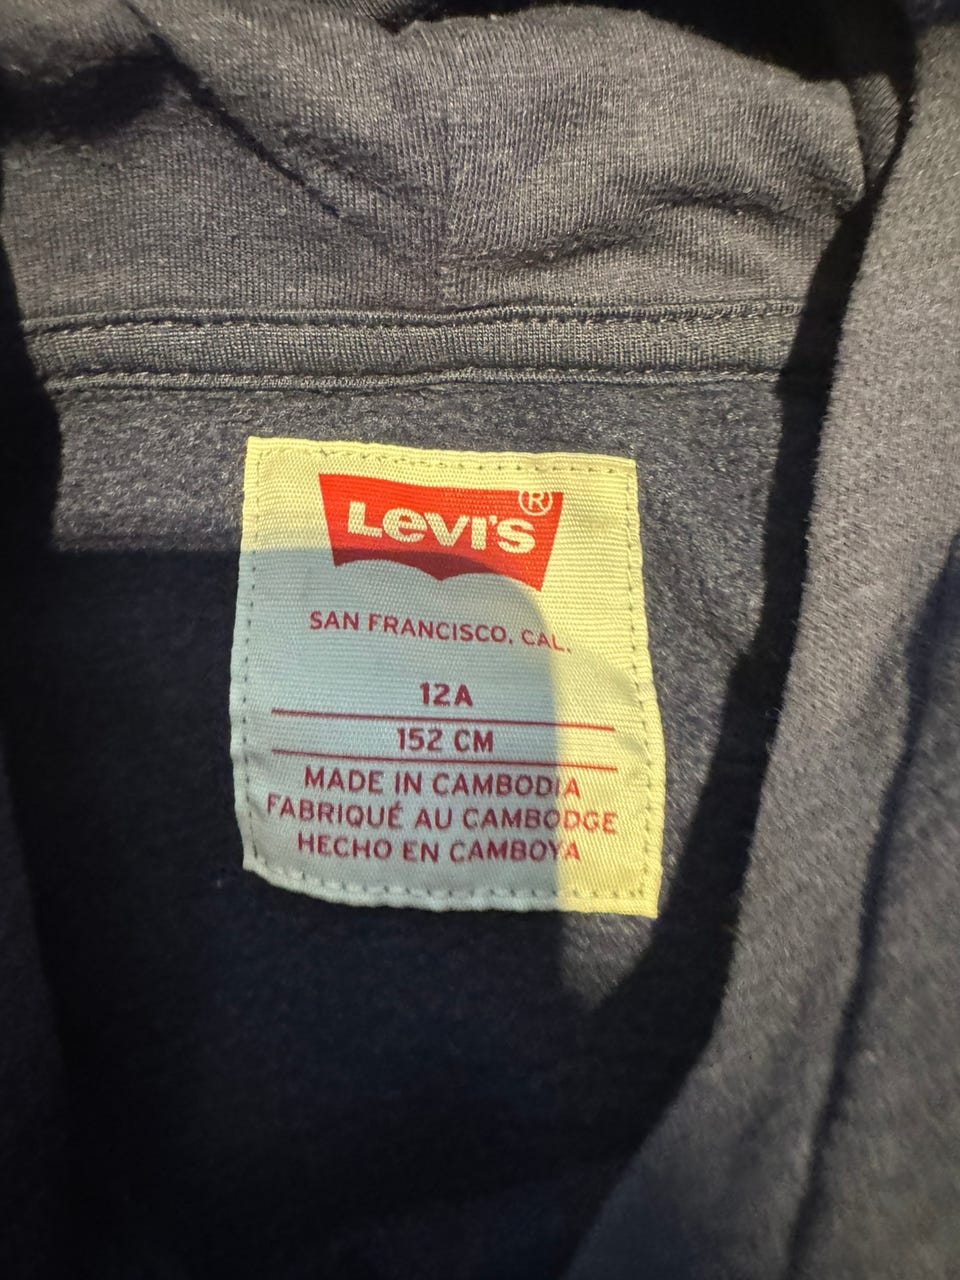 LEVI'S®
SAN FRANCISCO, CAL.
12A
152 CM
MADE IN CAMBODIA
FABRIQUÉ AU CAMBODGE
HECHO EN CAMBOYA